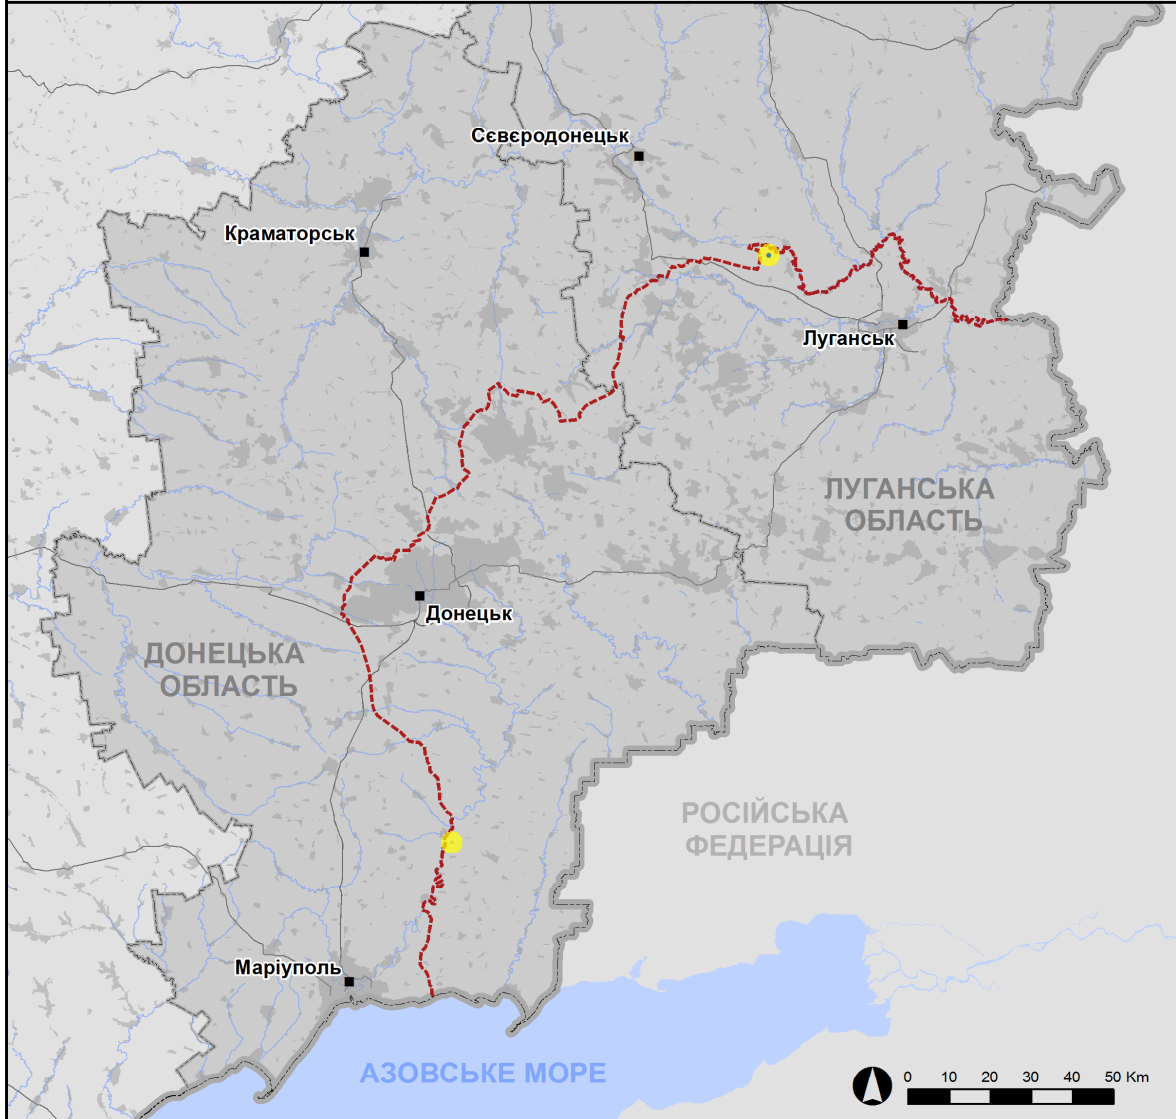 Сєвєродонецьк
Краматорськ
Луганськ
ЛУГАНСЬКА
ОБЛАСТЬ
Донецьк
ДОНЕЦЬКА
ОБЛАСТЬ
РОСІЙСЬКА
ФЕДЕРАЦІЯ
Маріуполь
АЗОВСЬКЕ МОРЕ
0 10 20 30 40 50 Km